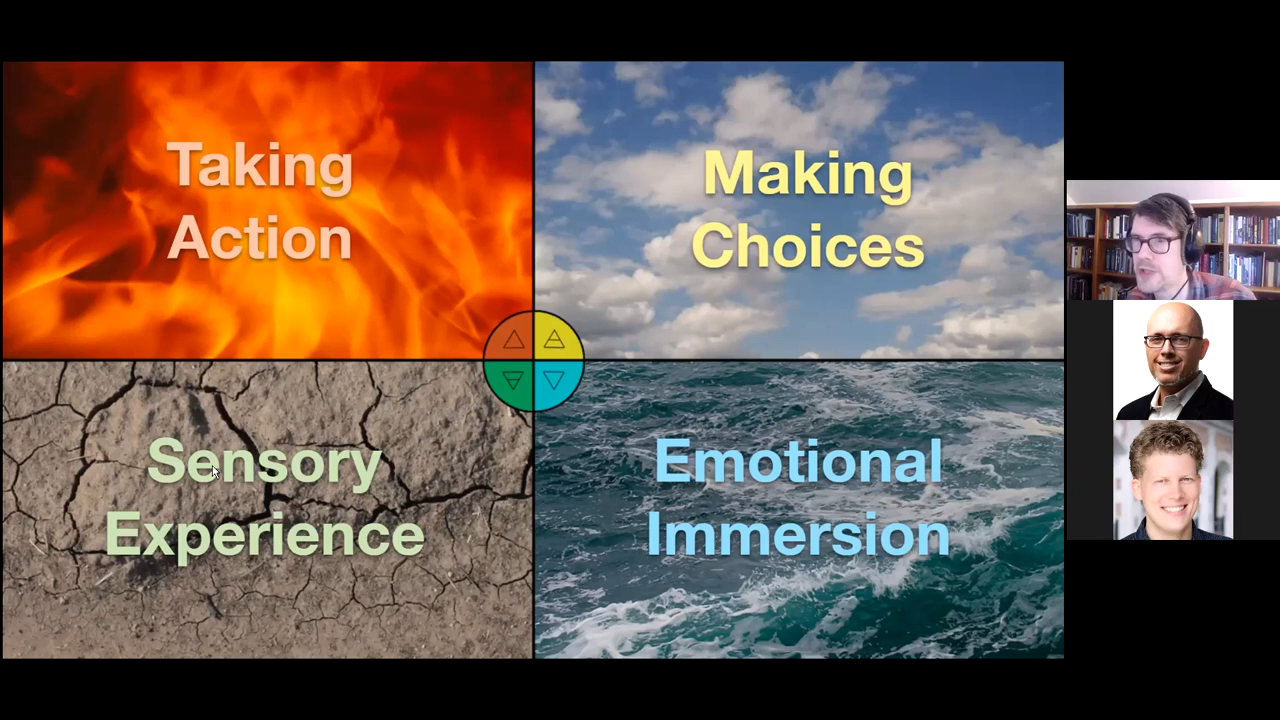 Taking
Action
Making
Choices
Sensory
Experience
Emotional
Immersion